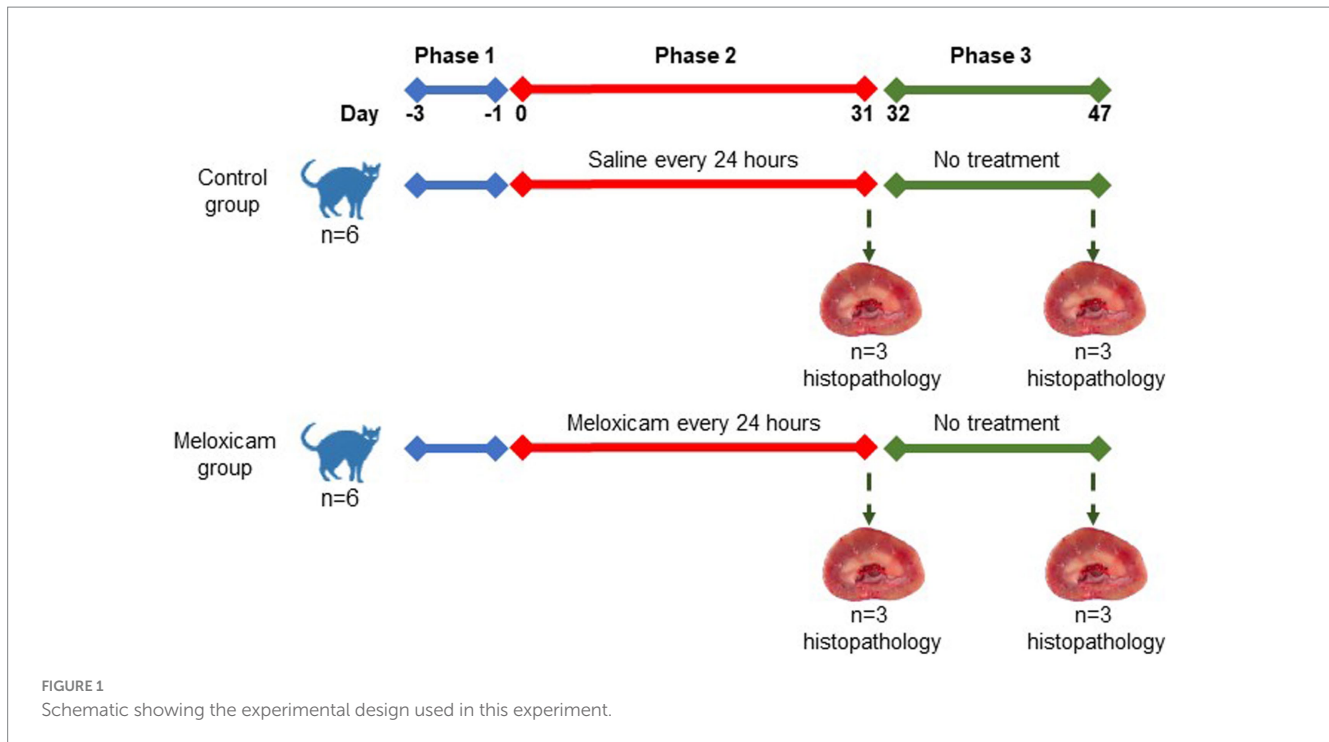 Phase 1 Phase 2 Phase 3
Day -3 -1 0 31 32 47
Control group
n=6
Saline every 24 hours
No treatment
n=3
histopathology
n=3
histopathology
Meloxicam group
n=6
Meloxicam every 24 hours
No treatment
n=3
histopathology
n=3
histopathology
FIGURE 1
Schematic showing the experimental design used in this experiment.